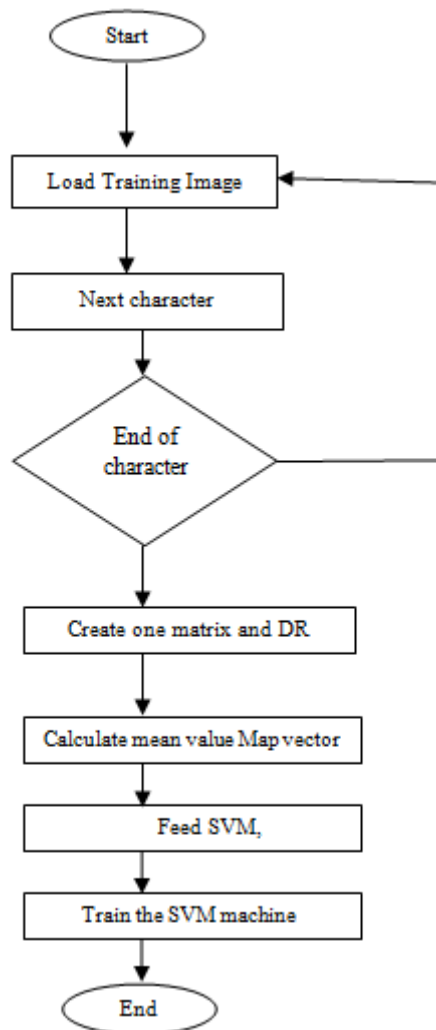 Start
Load Training Image
Next character
End of
character
Create one matrix and DR
Calculate mean value Map vector
Feed SVM,
Train the SVM machine
End